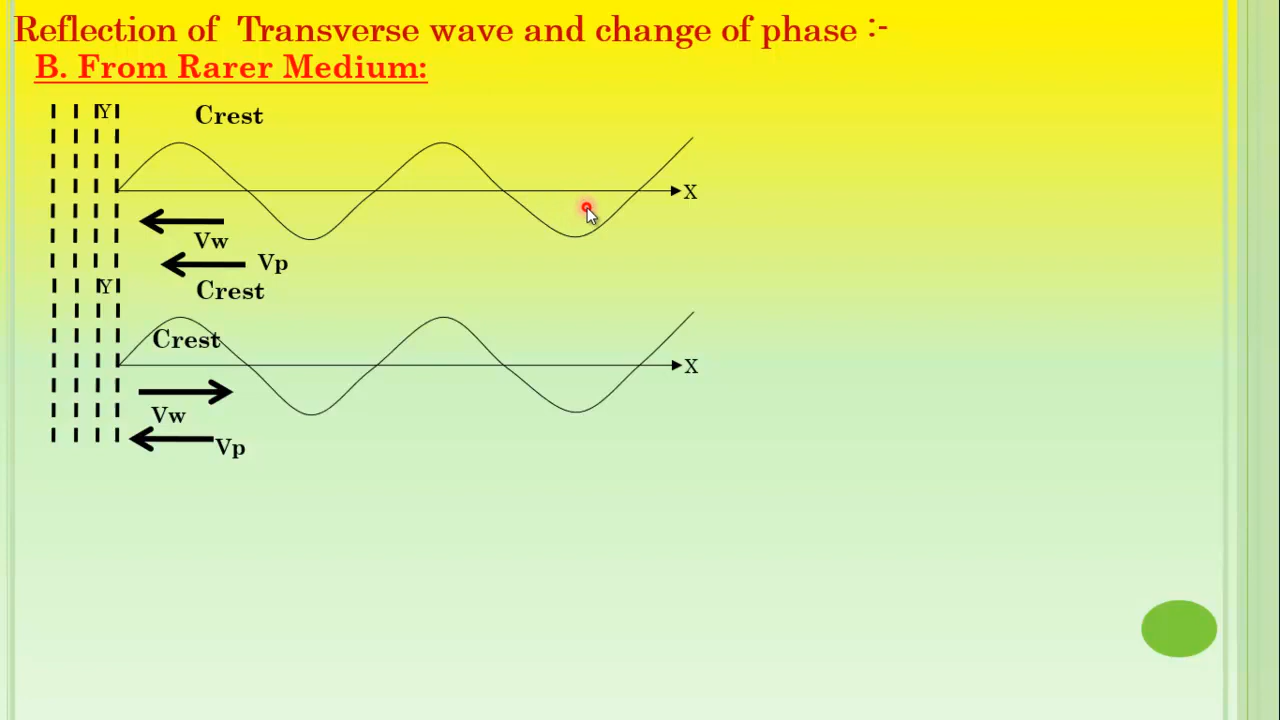 Reflection of Transverse wave and change of phase :-
B. From Rarer Medium:
Y
Crest
X
Vw
Vp
Y
Crest
Crest
X
Vw
Vp